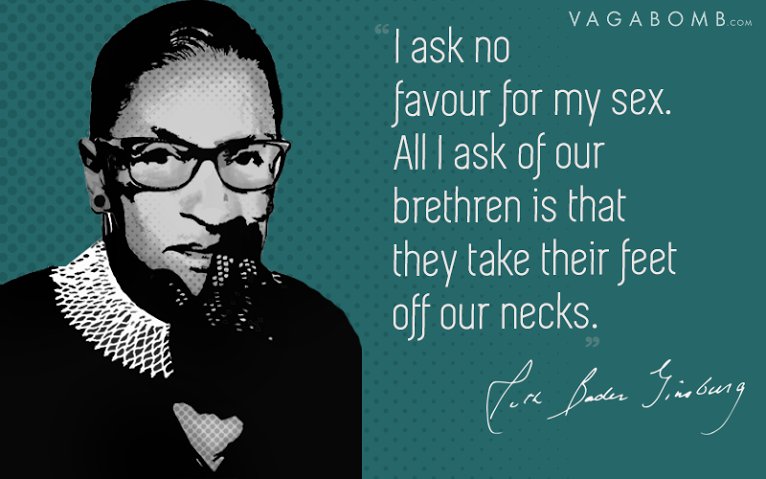 VAGABOMB.COM
“I ask no
favour for my sex.
All I ask of our
brethren is that
they take their feet
off our necks.
”
Ruth Bader Ginsburg